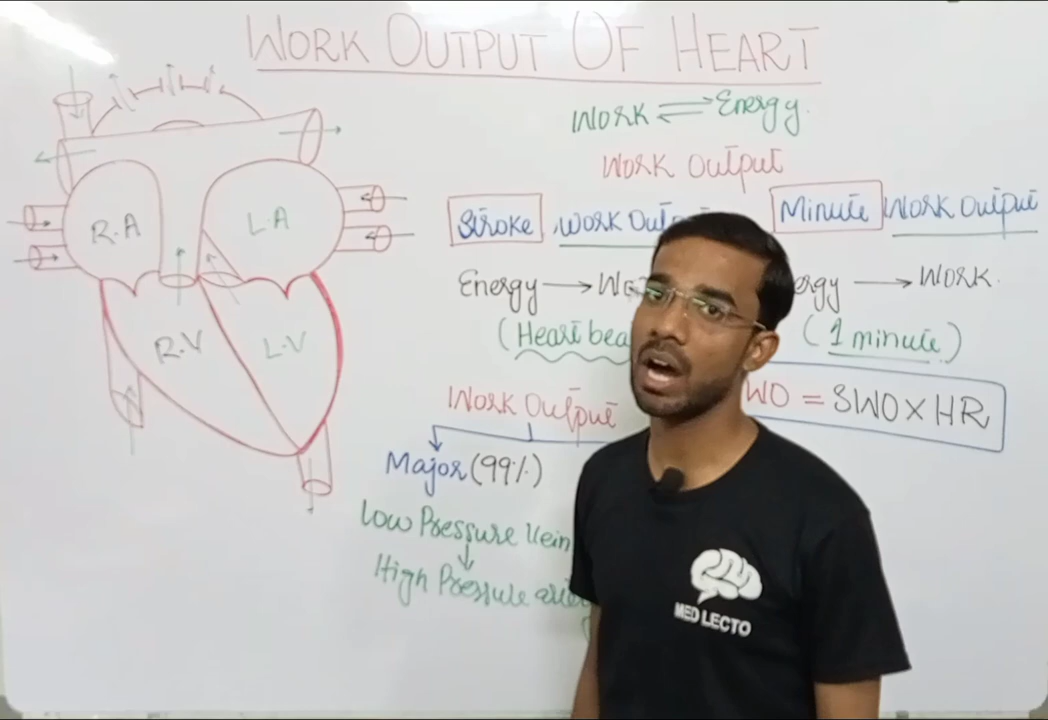 WORK OUTPUT OF HEART
WORK ⇌ Energy.
Work Output
Stroke Work Out
Minute Work Output
Energy → Wo
ergy → WORK.
(Heart bea
(1 minute)
Work Output
WO = SWO X HR
Major (99%)
Low Pressure Vein
↓
High Pressure
R.A
L.A
R.V
L.V
MED LECTO